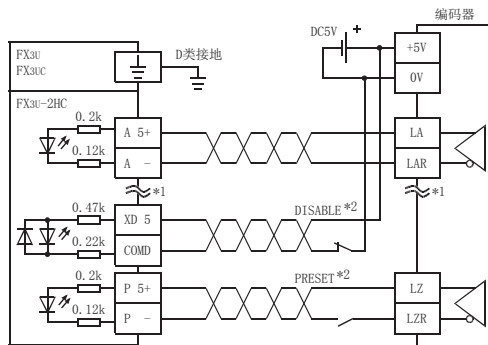 编码器
DC5V
+
+5V
0V
FX3U
FX3UC
D类接地
FX3U-2HC
0.2k
A 5+
LA
0.12k
A −
LAR
*1
*1
0.47k
XD 5
DISABLE*2
0.22k
COMD
0.2k
P 5+
PRESET*2
LZ
0.12k
P −
LZR